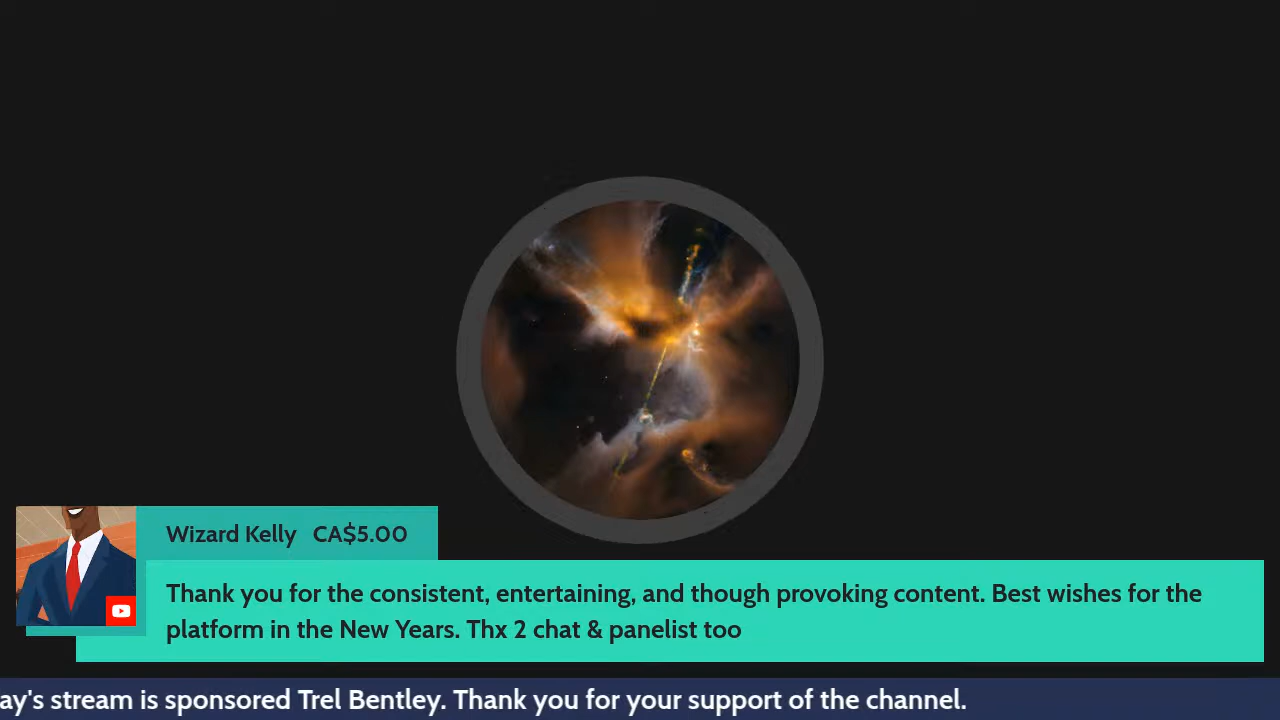 Wizard Kelly CA$5.00
Thank you for the consistent, entertaining, and though provoking content. Best wishes for the
platform in the New Years. Thx 2 chat & panelist too
ay's stream is sponsored Trel Bentley. Thank you for your support of the channel.